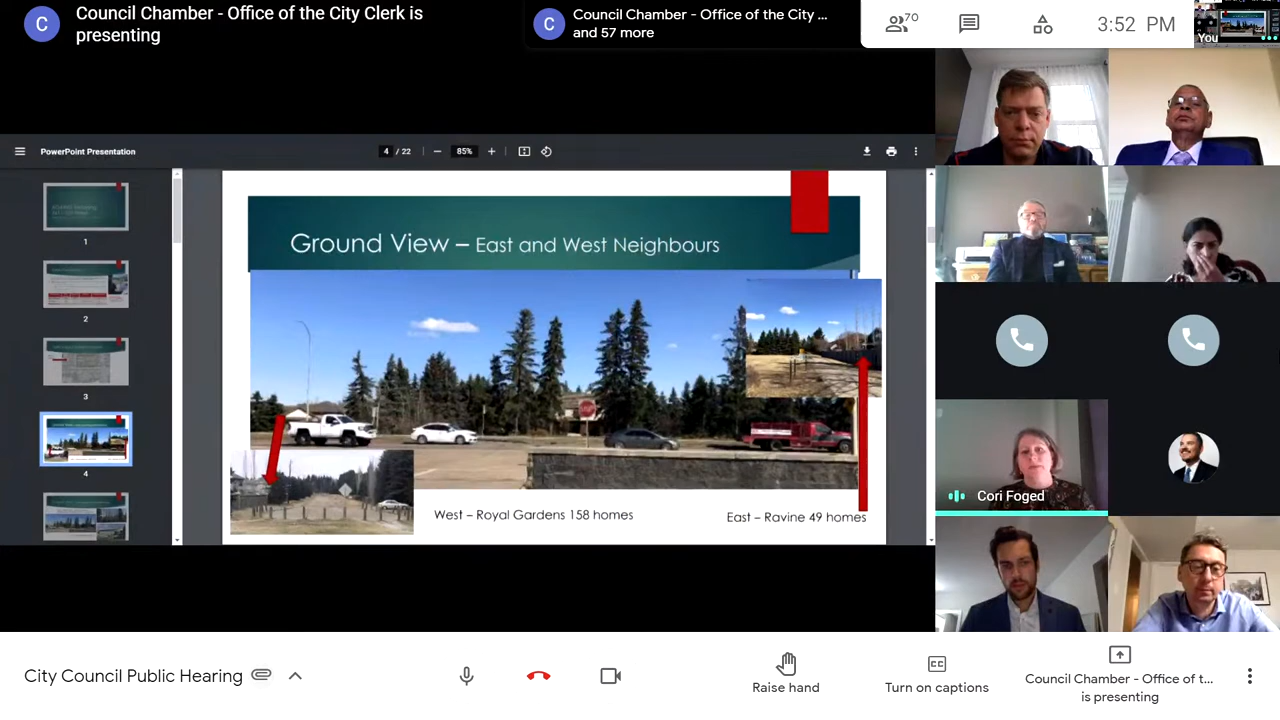 C
Council Chamber - Office of the City Clerk is
presenting
C
Council Chamber - Office of the City ...
and 57 more
70
3:52 PM
You
PowerPoint Presentation
4 / 22
85%
1
2
3
4
Ground View – East and West Neighbours
STOP
West – Royal Gardens 158 homes
East – Ravine 49 homes
Cori Foged
City Council Public Hearing
Raise hand
CC
Turn on captions
Council Chamber - Office of t...
is presenting